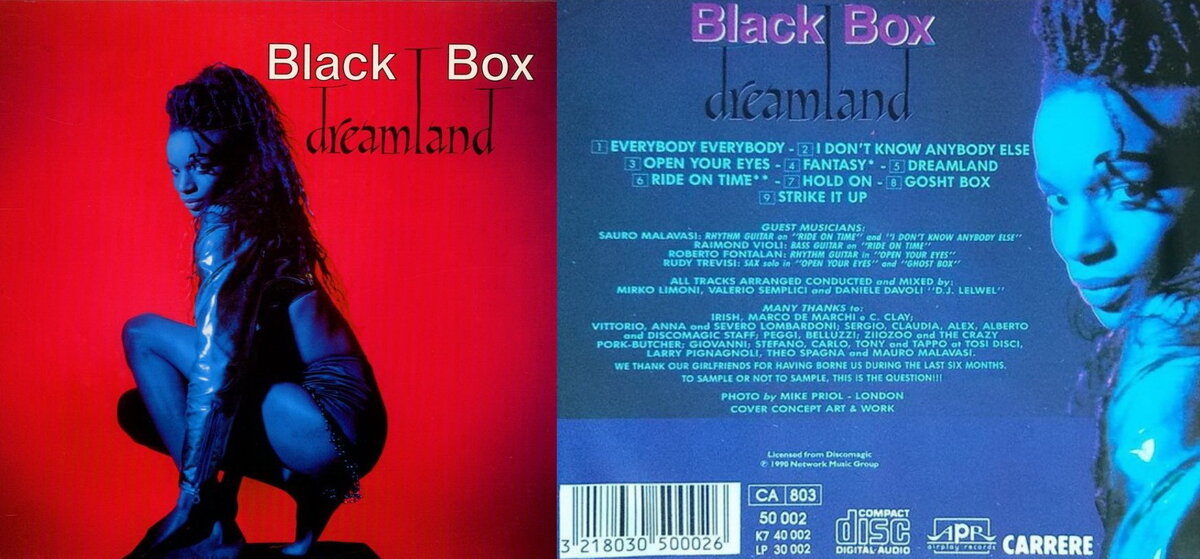 Black Box
dreamland
Black Box
dreamland
1 EVERYBODY EVERYBODY - 2 I DON'T KNOW ANYBODY ELSE
3 OPEN YOUR EYES - 4 FANTASY* - 5 DREAMLAND
6 RIDE ON TIME** - 7 HOLD ON - 8 GOSHT BOX
9 STRIKE IT UP
GUEST MUSICIANS:
SAURO MALAVASI: RHYTHM GUITAR on "RIDE ON TIME" and "I DON'T KNOW ANYBODY ELSE"
RAIMOND VIOLI: BASS GUITAR on "RIDE ON TIME"
ROBERTO FONTALAN: RHYTHM GUITAR in "OPEN YOUR EYES"
RUDY TREVISI: SAX solo in "OPEN YOUR EYES" and "GHOST BOX"
ALL TRACKS ARRANGED CONDUCTED and MIXED by:
MIRKO LIMONI, VALERIO SEMPLICI and DANIELE DAVOLI "D.J. LELWEL"
MANY THANKS to:
IRISH, MARCO DE MARCHI e C. CLAY;
VITTORIO, ANNA and SEVERO LOMBARDONI; SERGIO, CLAUDIA, ALEX, ALBERTO
and DISCOMAGIC STAFF; PEGGI, BELLUZZI; ZIIOZOO and THE CRAZY
PORK-BUTCHER; GIOVANNI; STEFANO, CARLO, TONY and TAPPO at TOSI DISCI,
LARRY PIGNAGNOLI, THEO SPAGNA and MAURO MALAVASI.
WE THANK OUR GIRLFRIENDS FOR HAVING BORNE US DURING THE LAST SIX MONTHS.
TO SAMPLE OR NOT TO SAMPLE, THIS IS THE QUESTION!!!
PHOTO by MIKE PRIOL - LONDON
COVER CONCEPT ART & WORK
Licensed from Discomagic
℗ 1990 Network Music Group
CA 803
50 002
K7 40 002
LP 30 002
COMPACT
disc
DIGITAL AUDIO
APR
airplay records
CARRERE
3 218030 500026